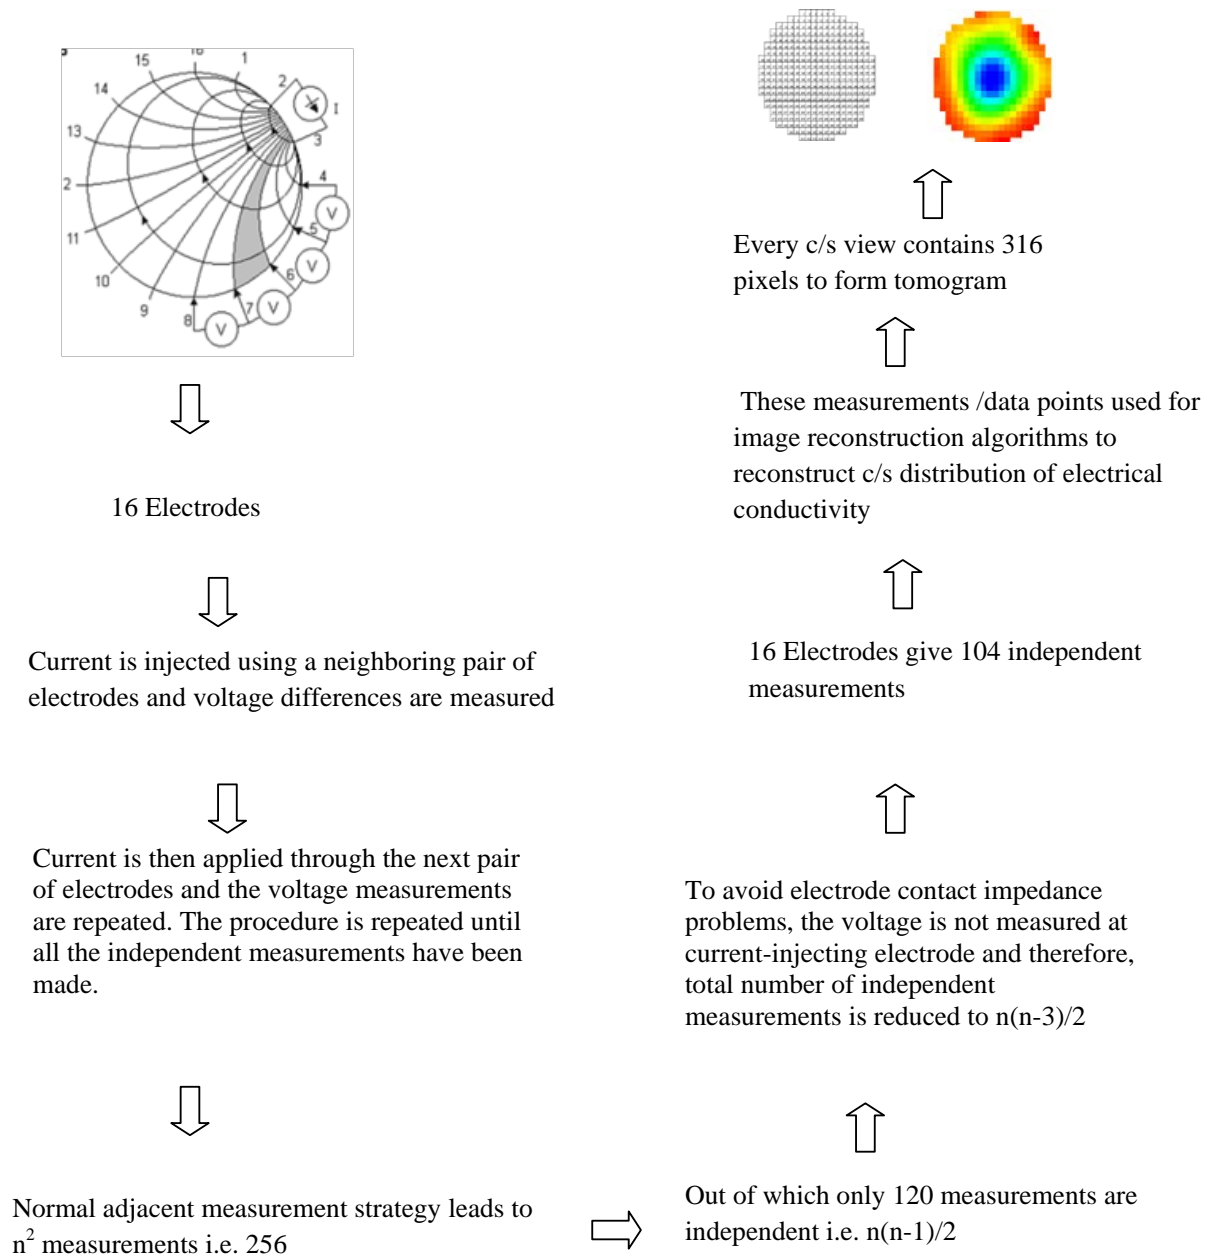 15
1
2
14
I
3
13
4
2
V
5
11
V
6
10
7
V
9
8
V
16 Electrodes
Current is injected using a neighboring pair of
electrodes and voltage differences are measured
Current is then applied through the next pair
of electrodes and the voltage measurements
are repeated. The procedure is repeated until
all the independent measurements have been
made.
Normal adjacent measurement strategy leads to
n² measurements i.e. 256
Out of which only 120 measurements are
independent i.e. n(n-1)/2
To avoid electrode contact impedance
problems, the voltage is not measured at
current-injecting electrode and therefore,
total number of independent
measurements is reduced to n(n-3)/2
16 Electrodes give 104 independent
measurements
These measurements /data points used for
image reconstruction algorithms to
reconstruct c/s distribution of electrical
conductivity
Every c/s view contains 316
pixels to form tomogram